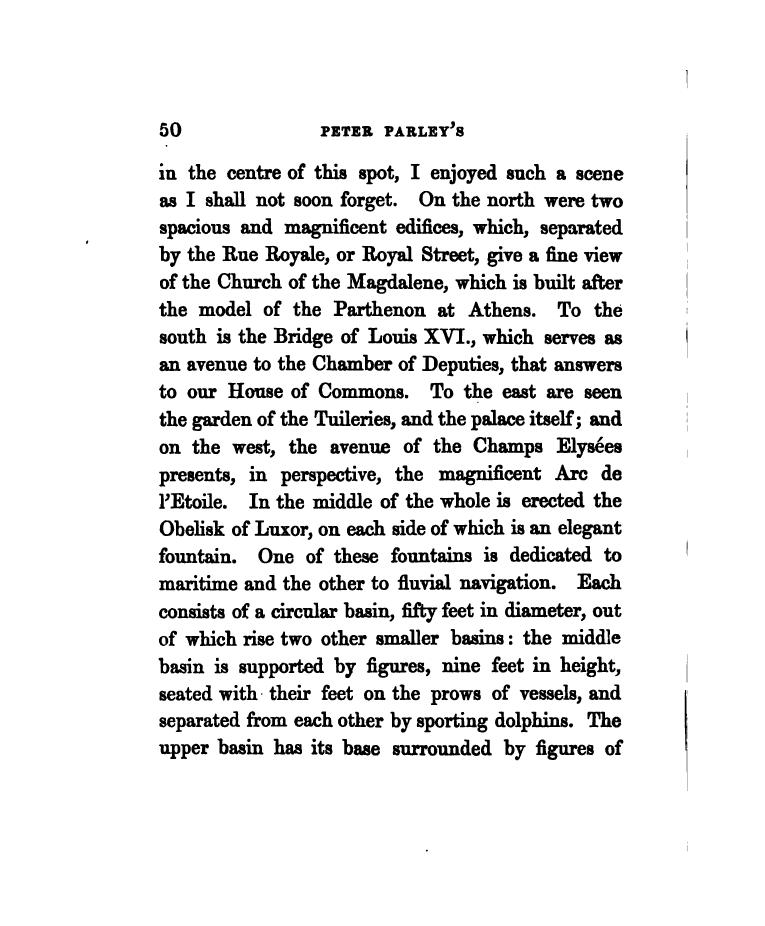 50 PETER PARLEY'S
in the centre of this spot, I enjoyed such a scene
as I shall not soon forget. On the north were two
spacious and magnificent edifices, which, separated
by the Rue Royale, or Royal Street, give a fine view
of the Church of the Magdalene, which is built after
the model of the Parthenon at Athens. To the
south is the Bridge of Louis XVI., which serves as
an avenue to the Chamber of Deputies, that answers
to our House of Commons. To the east are seen
the garden of the Tuileries, and the palace itself; and
on the west, the avenue of the Champs Elysées
presents, in perspective, the magnificent Arc de
l'Etoile. In the middle of the whole is erected the
Obelisk of Luxor, on each side of which is an elegant
fountain. One of these fountains is dedicated to
maritime and the other to fluvial navigation. Each
consists of a circular basin, fifty feet in diameter, out
of which rise two other smaller basins: the middle
basin is supported by figures, nine feet in height,
seated with their feet on the prows of vessels, and
separated from each other by sporting dolphins. The
upper basin has its base surrounded by figures of